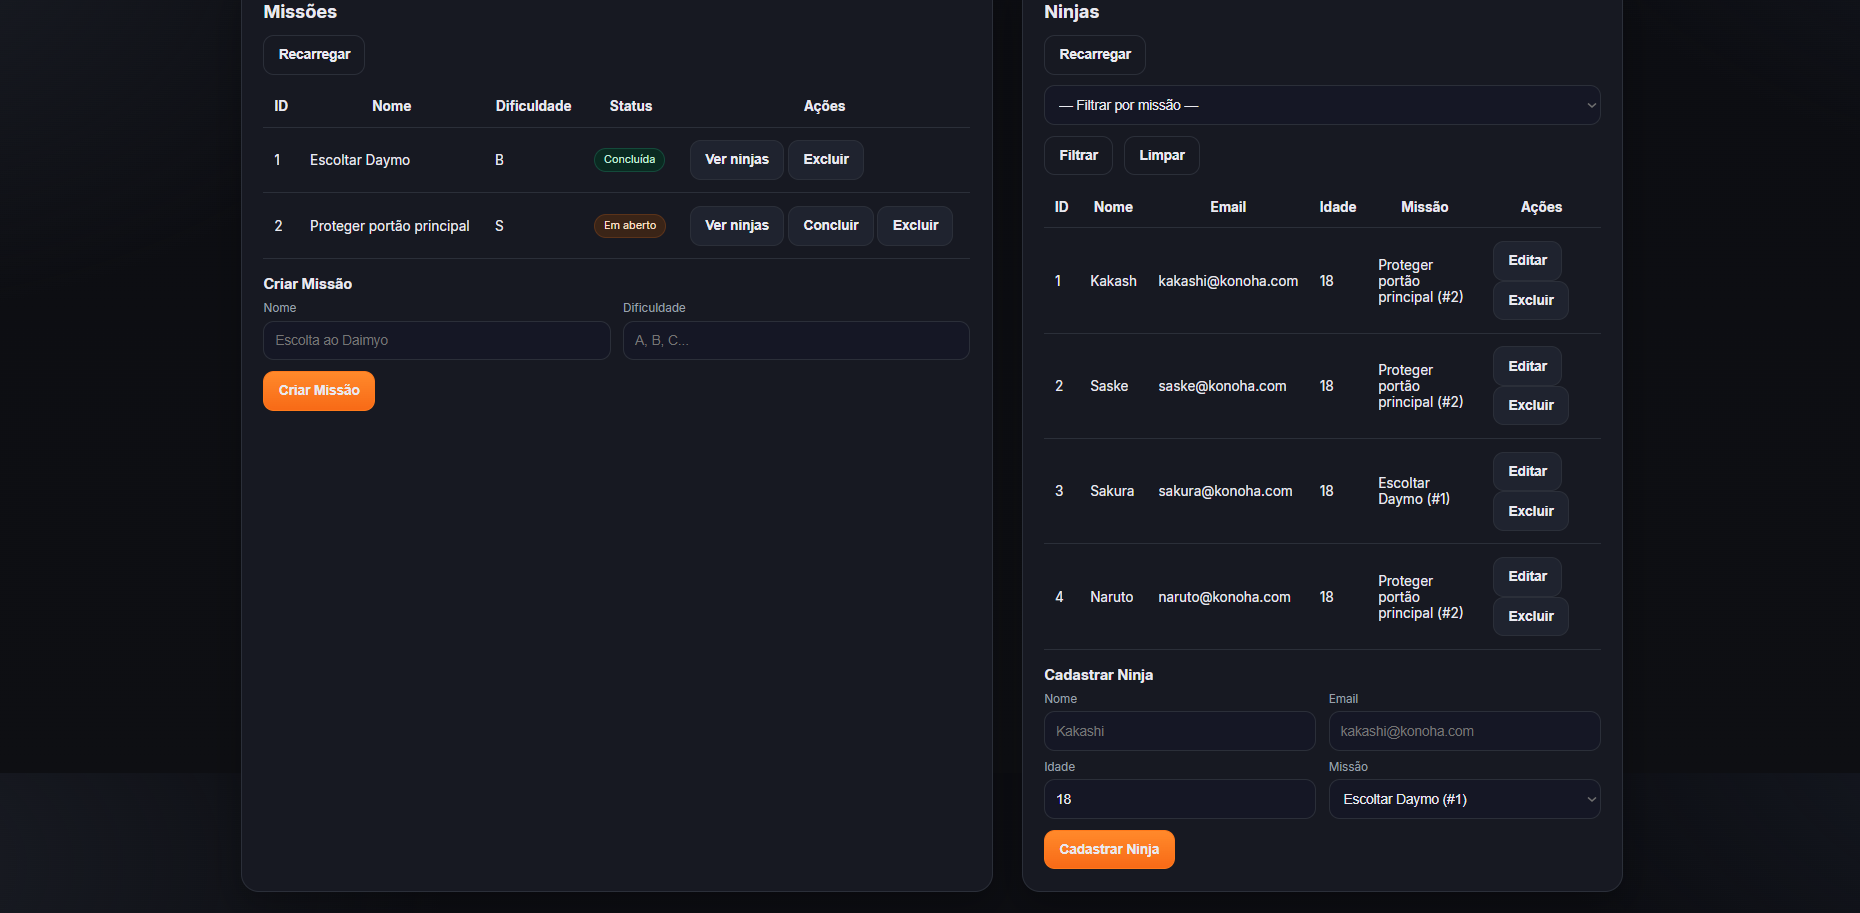 Missões
Recarregar
ID Nome Dificuldade Status Ações
1 Escoltar Daymo B Concluída Ver ninjas Excluir
2 Proteger portão principal S Em aberto Ver ninjas Concluir Excluir
Criar Missão
Nome Dificuldade
Escolta ao Daimyo A, B, C...
Criar Missão
Ninjas
Recarregar
— Filtrar por missão —
Filtrar Limpar
ID Nome Email Idade Missão Ações
1 Kakash kakashi@konoha.com 18 Proteger portão principal (#2) Editar Excluir
2 Saske saske@konoha.com 18 Proteger portão principal (#2) Editar Excluir
3 Sakura sakura@konoha.com 18 Escoltar Daymo (#1) Editar Excluir
4 Naruto naruto@konoha.com 18 Proteger portão principal (#2) Editar Excluir
Cadastrar Ninja
Nome Email
Kakashi kakashi@konoha.com
Idade Missão
18 Escoltar Daymo (#1)
Cadastrar Ninja